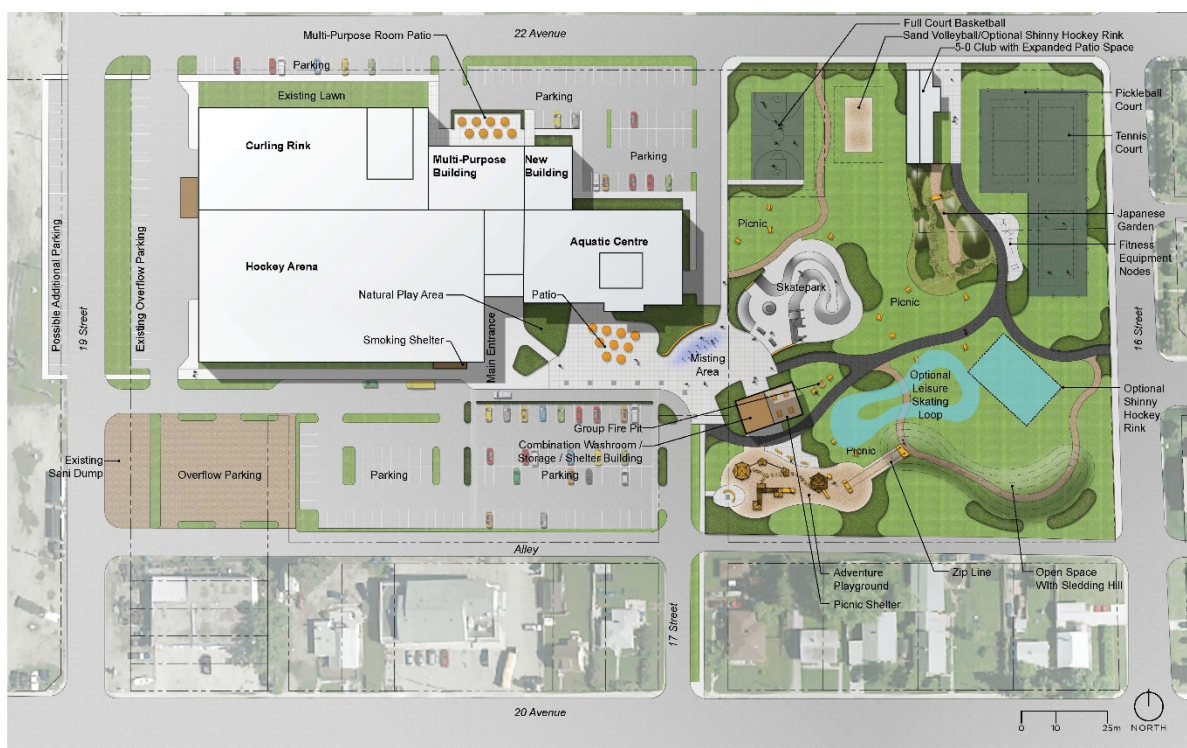 Full Court Basketball
22 Avenue
Sand Volleyball/Optional Shinny Hockey Rink
Multi-Purpose Room Patio
5-0 Club with Expanded Patio Space
Parking
Existing Lawn
Parking
Pickleball
Court
Curling Rink
Tennis
Court
Multi-Purpose
Building
New
Building
Parking
Possible Additional Parking
19 Street
Existing Overflow Parking
Picnic
Japanese
Garden
Aquatic Centre
Fitness
Equipment
Nodes
Hockey Arena
Skatepark
Natural Play Area
Patio
Picnic
16 Street
Smoking Shelter
Main Entrance
Misting
Area
Optional
Leisure
Skating
Loop
Optional
Shinny
Hockey
Rink
Group Fire Pit
Combination Washroom /
Storage / Shelter Building
Picnic
Existing
Sani Dump
Overflow Parking
Parking
Parking
Alley
Adventure
Playground
Zip Line
Open Space
With Sledding Hill
Picnic Shelter
17 Street
20 Avenue
0 10 25m
NORTH